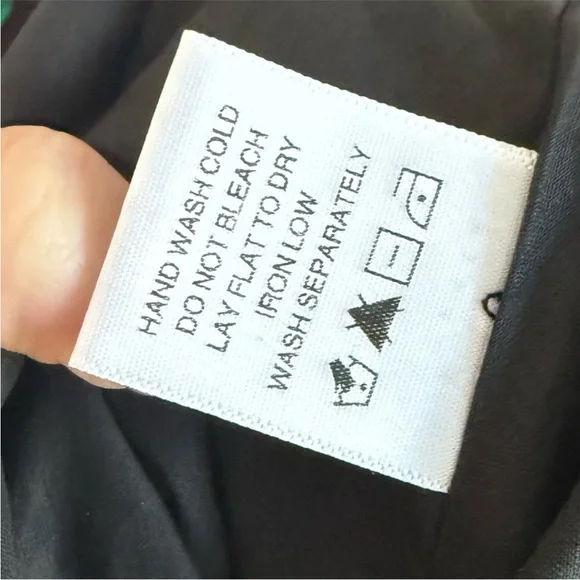 HAND WASH COLD
DO NOT BLEACH
LAY FLAT TO DRY
IRON LOW
WASH SEPARATELY